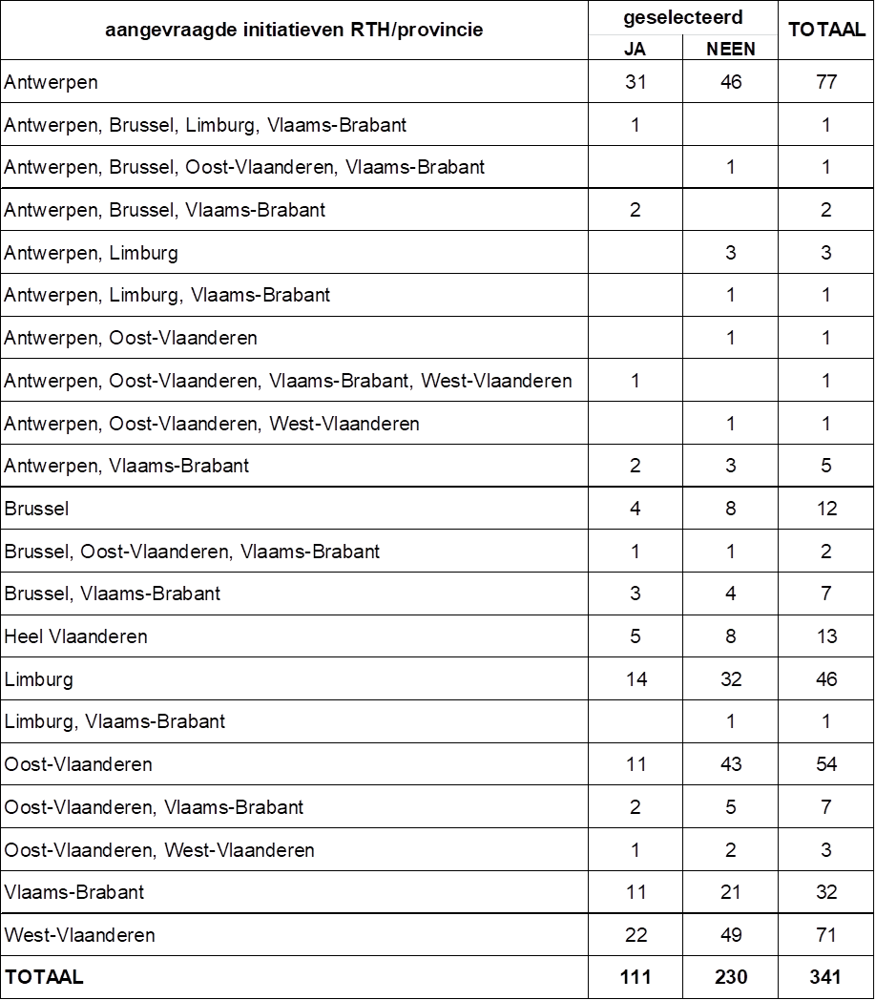 aangevraagde initiatieven RTH/provincie geselecteerd TOTAAL
JA NEEN
Antwerpen 31 46 77
Antwerpen, Brussel, Limburg, Vlaams-Brabant 1 1
Antwerpen, Brussel, Oost-Vlaanderen, Vlaams-Brabant 1 1
Antwerpen, Brussel, Vlaams-Brabant 2 2
Antwerpen, Limburg 3 3
Antwerpen, Limburg, Vlaams-Brabant 1 1
Antwerpen, Oost-Vlaanderen 1 1
Antwerpen, Oost-Vlaanderen, Vlaams-Brabant, West-Vlaanderen 1 1
Antwerpen, Oost-Vlaanderen, West-Vlaanderen 1 1
Antwerpen, Vlaams-Brabant 2 3 5
Brussel 4 8 12
Brussel, Oost-Vlaanderen, Vlaams-Brabant 1 1 2
Brussel, Vlaams-Brabant 3 4 7
Heel Vlaanderen 5 8 13
Limburg 14 32 46
Limburg, Vlaams-Brabant 1 1
Oost-Vlaanderen 11 43 54
Oost-Vlaanderen, Vlaams-Brabant 2 5 7
Oost-Vlaanderen, West-Vlaanderen 1 2 3
Vlaams-Brabant 11 21 32
West-Vlaanderen 22 49 71
TOTAAL 111 230 341